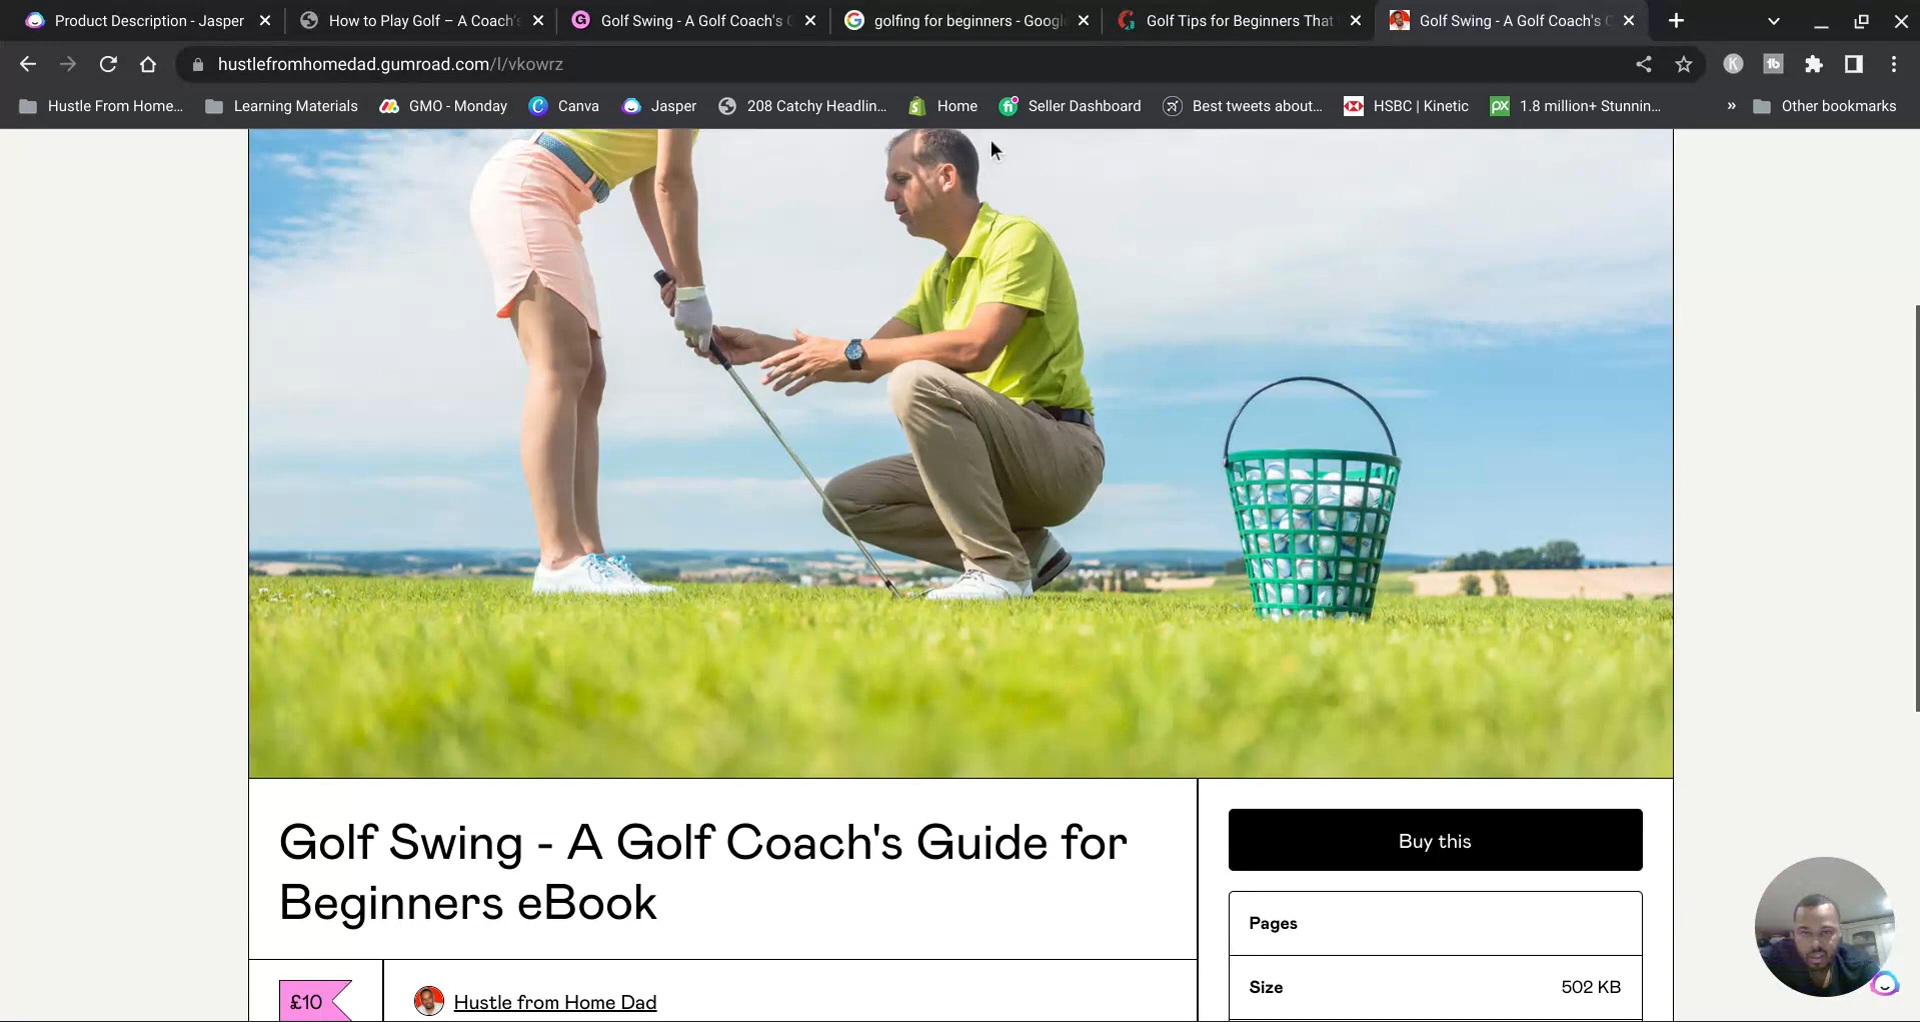 Product Description - Jasper
How to Play Golf – A Coach's
Golf Swing - A Golf Coach's G
golfing for beginners - Google
Golf Tips for Beginners That
Golf Swing - A Golf Coach's G
hustlefromhomedad.gumroad.com/l/vkowrz
Hustle From Home...
Learning Materials
GMO - Monday
Canva
Jasper
208 Catchy Headlin...
Home
Seller Dashboard
Best tweets about...
HSBC | Kinetic
1.8 million+ Stunnin...
» Other bookmarks
Golf Swing - A Golf Coach's Guide for
Beginners eBook
Buy this
Pages
Size 502 KB
£10
Hustle from Home Dad